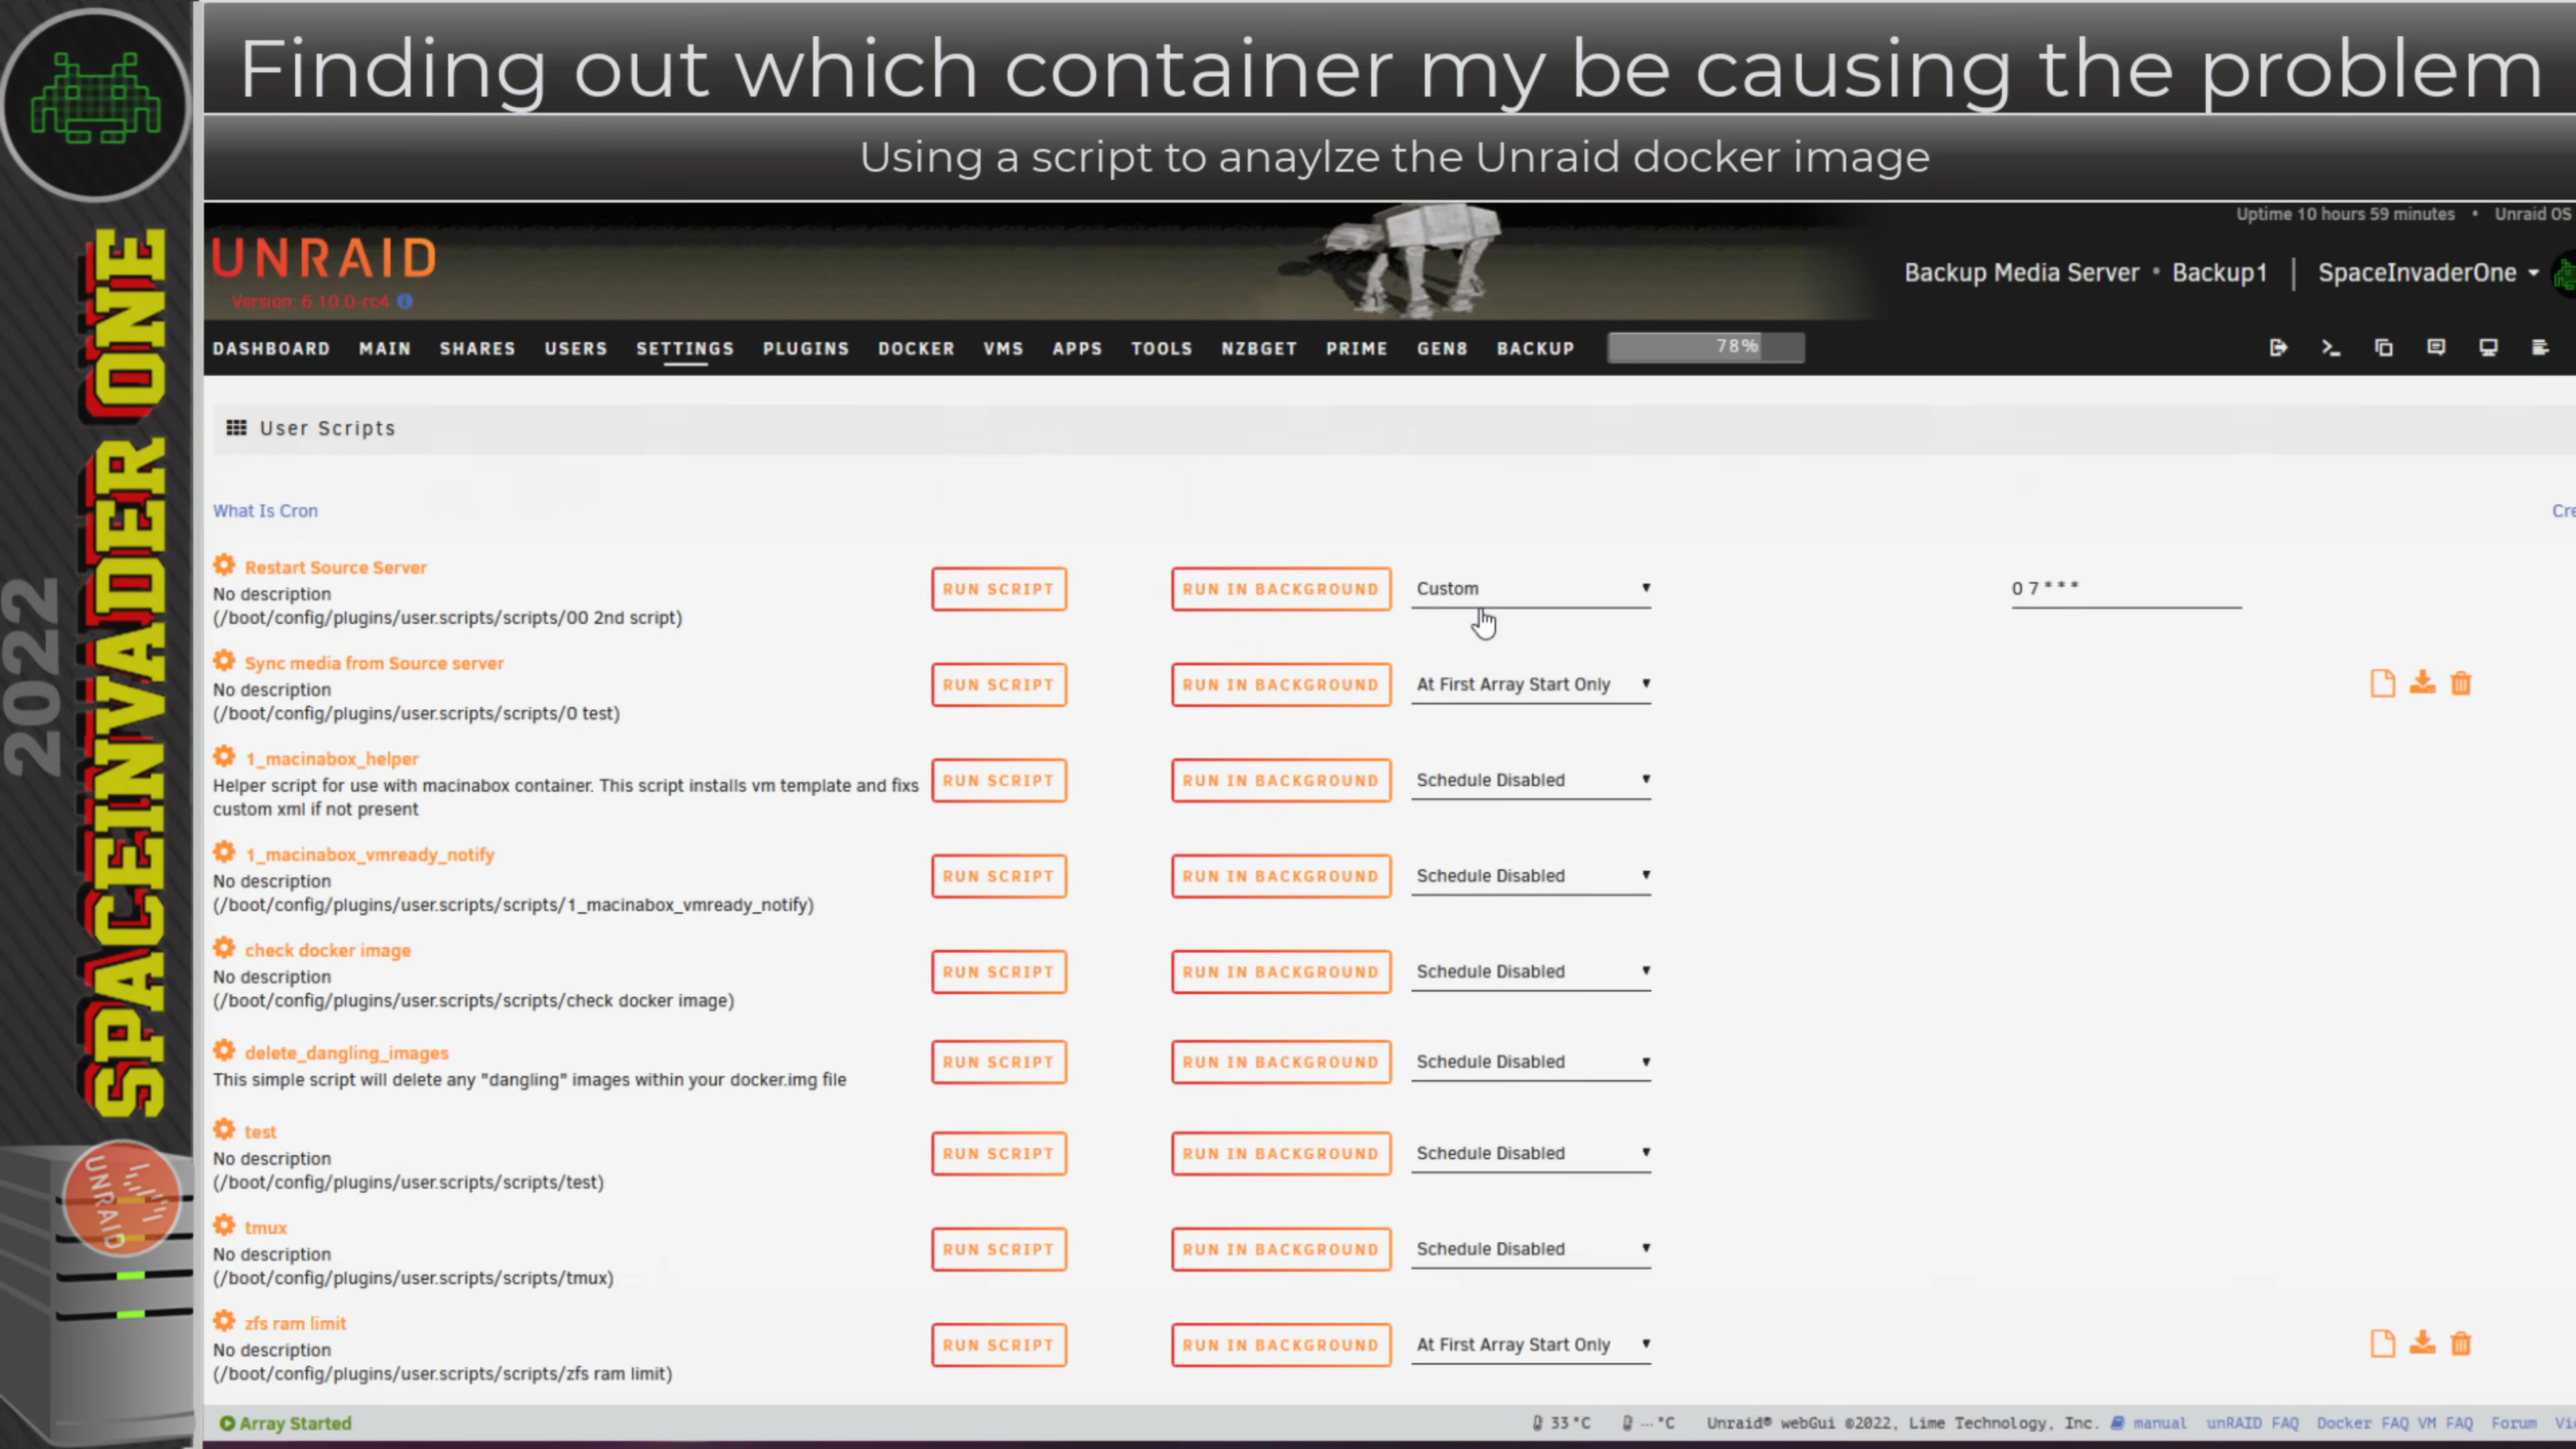 Finding out which container my be causing the problem
Using a script to anaylze the Unraid docker image
2022
SPACEINVADER ONE
UNRAID
Uptime 10 hours 59 minutes • Unraid OS
UNRAID
Version: 6.10.0-rc4
Backup Media Server • Backup1 | SpaceInvaderOne
DASHBOARD MAIN SHARES USERS SETTINGS PLUGINS DOCKER VMS APPS TOOLS NZBGET PRIME GEN8 BACKUP 78%
User Scripts
What Is Cron
Restart Source Server
No description
(/boot/config/plugins/user.scripts/scripts/00 2nd script)
RUN SCRIPT RUN IN BACKGROUND Custom 0 7 * * *
Sync media from Source server
No description
(/boot/config/plugins/user.scripts/scripts/0 test)
RUN SCRIPT RUN IN BACKGROUND At First Array Start Only
1_macinabox_helper
Helper script for use with macinabox container. This script installs vm template and fixs
custom xml if not present
RUN SCRIPT RUN IN BACKGROUND Schedule Disabled
1_macinabox_vmready_notify
No description
(/boot/config/plugins/user.scripts/scripts/1_macinabox_vmready_notify)
RUN SCRIPT RUN IN BACKGROUND Schedule Disabled
check docker image
No description
(/boot/config/plugins/user.scripts/scripts/check docker image)
RUN SCRIPT RUN IN BACKGROUND Schedule Disabled
delete_dangling_images
This simple script will delete any "dangling" images within your docker.img file
RUN SCRIPT RUN IN BACKGROUND Schedule Disabled
test
No description
(/boot/config/plugins/user.scripts/scripts/test)
RUN SCRIPT RUN IN BACKGROUND Schedule Disabled
tmux
No description
(/boot/config/plugins/user.scripts/scripts/tmux)
RUN SCRIPT RUN IN BACKGROUND Schedule Disabled
zfs ram limit
No description
(/boot/config/plugins/user.scripts/scripts/zfs ram limit)
RUN SCRIPT RUN IN BACKGROUND At First Array Start Only
Array Started 33 °C --- °C Unraid® webGui ©2022, Lime Technology, Inc. manual unRAID FAQ Docker FAQ VM FAQ Forum